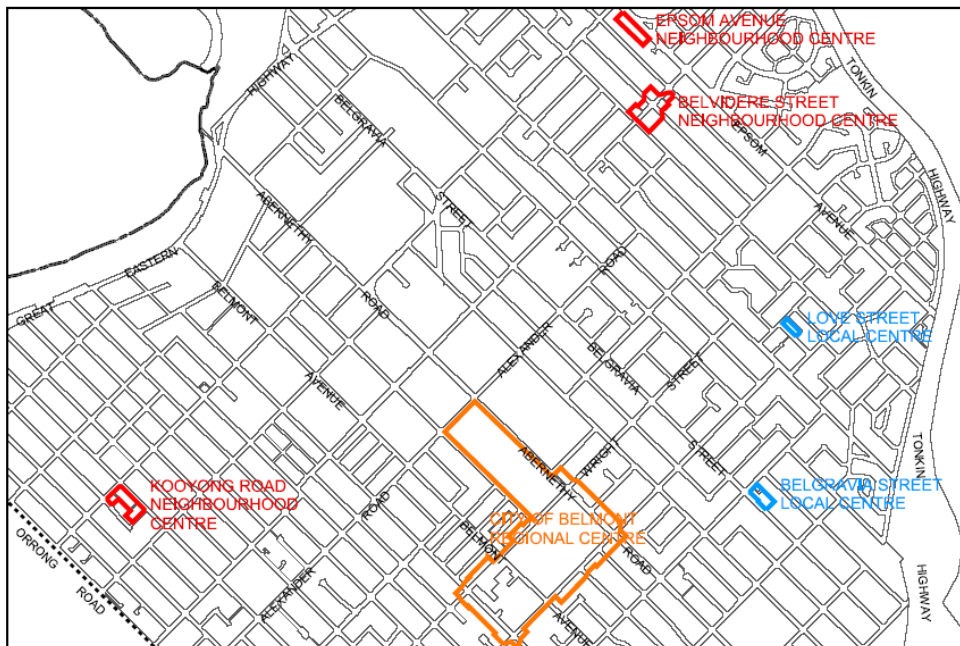 EPSOM AVENUE
NEIGHBOURHOOD CENTRE
TONKIN
HIGHWAY
HIGHWAY
BELVIDERE STREET
NEIGHBOURHOOD CENTRE
BELGRAVIA
STREET
EPSOM
AVENUE
ABERNETHY
ROAD
ROAD
GREAT
EASTERN
BELMONT
AVENUE
LOVE STREET
LOCAL CENTRE
ALEXANDER
BELGRAVIA
STREET
STREET
WRIGHT
ABERNETHY
ROAD
TONKIN
HIGHWAY
KOOYONG ROAD
NEIGHBOURHOOD
CENTRE
ROAD
ALEXANDER
CITY OF BELMONT
REGIONAL CENTRE
BELMONT
AVENUE
BELGRAVIA STREET
LOCAL CENTRE
ORRONG
ROAD